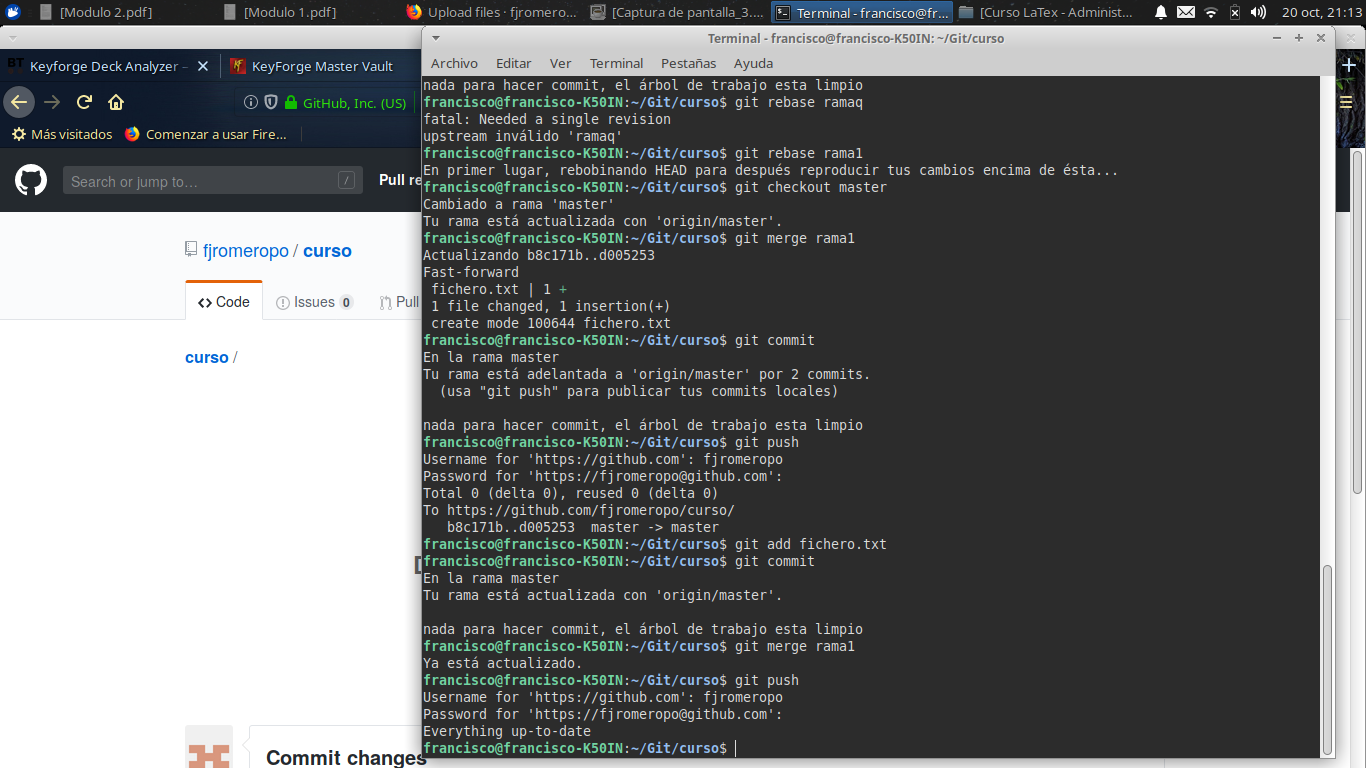 [Modulo 2.pdf]
[Modulo 1.pdf]
Upload files · fjromero...
[Captura de pantalla_3....
Terminal - francisco@fr...
[Curso LaTex - Administ...
20 oct, 21:13
Terminal - francisco@francisco-K50IN: ~/Git/curso
BT Keyforge Deck Analyzer –
KF KeyForge Master Vault
GitHub, Inc. (US)
Más visitados
Comenzar a usar Fire...
Search or jump to…
/
Pull re
fjromeropo / curso
Code
Issues 0
Pull
curso /
Commit changes
Archivo Editar Ver Terminal Pestañas Ayuda
nada para hacer commit, el árbol de trabajo esta limpio
francisco@francisco-K50IN:~/Git/curso$ git rebase ramaq
fatal: Needed a single revision
upstream inválido 'ramaq'
francisco@francisco-K50IN:~/Git/curso$ git rebase rama1
En primer lugar, rebobinando HEAD para después reproducir tus cambios encima de ésta...
francisco@francisco-K50IN:~/Git/curso$ git checkout master
Cambiado a rama 'master'
Tu rama está actualizada con 'origin/master'.
francisco@francisco-K50IN:~/Git/curso$ git merge rama1
Actualizando b8c171b..d005253
Fast-forward
fichero.txt | 1 +
1 file changed, 1 insertion(+)
create mode 100644 fichero.txt
francisco@francisco-K50IN:~/Git/curso$ git commit
En la rama master
Tu rama está adelantada a 'origin/master' por 2 commits.
(usa "git push" para publicar tus commits locales)
nada para hacer commit, el árbol de trabajo esta limpio
francisco@francisco-K50IN:~/Git/curso$ git push
Username for 'https://github.com': fjromeropo
Password for 'https://fjromeropo@github.com':
Total 0 (delta 0), reused 0 (delta 0)
To https://github.com/fjromeropo/curso/
b8c171b..d005253 master -> master
francisco@francisco-K50IN:~/Git/curso$ git add fichero.txt
francisco@francisco-K50IN:~/Git/curso$ git commit
En la rama master
Tu rama está actualizada con 'origin/master'.
nada para hacer commit, el árbol de trabajo esta limpio
francisco@francisco-K50IN:~/Git/curso$ git merge rama1
Ya está actualizado.
francisco@francisco-K50IN:~/Git/curso$ git push
Username for 'https://github.com': fjromeropo
Password for 'https://fjromeropo@github.com':
Everything up-to-date
francisco@francisco-K50IN:~/Git/curso$